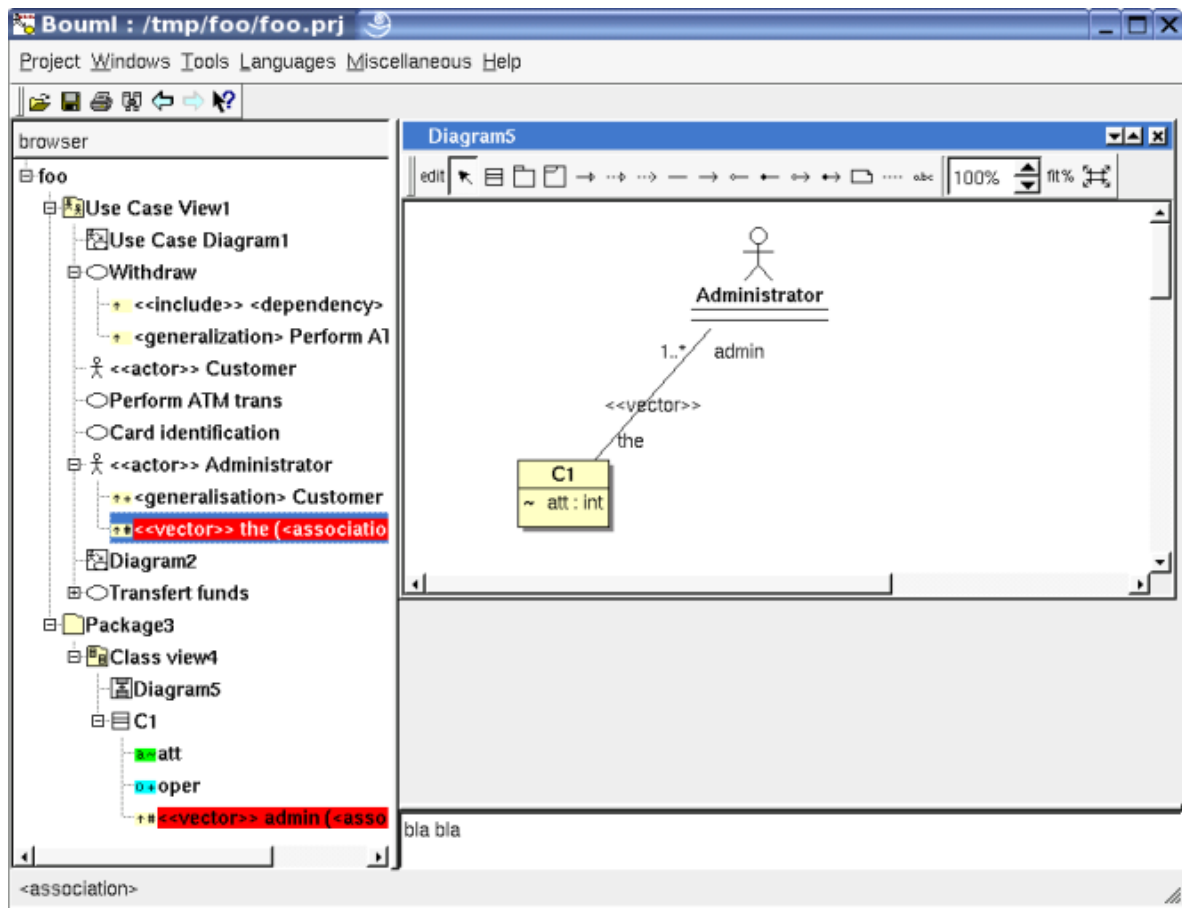 Bouml : /tmp/foo/foo.prj
Project Windows Tools Languages Miscellaneous Help
browser
foo
Use Case View1
Use Case Diagram1
Withdraw
<<include>> <dependency>
<generalization> Perform AT
<<actor>> Customer
Perform ATM trans
Card identification
<<actor>> Administrator
<generalisation> Customer
<<vector>> the (<associatio
Diagram2
Transfert funds
Package3
Class view4
Diagram5
C1
a~ att
o+ oper
<<vector>> admin (<asso
Diagram5
edit abc 100% fit%
Administrator
1..* admin
<<vector>>
the
C1
~ att : int
bla bla
<association>